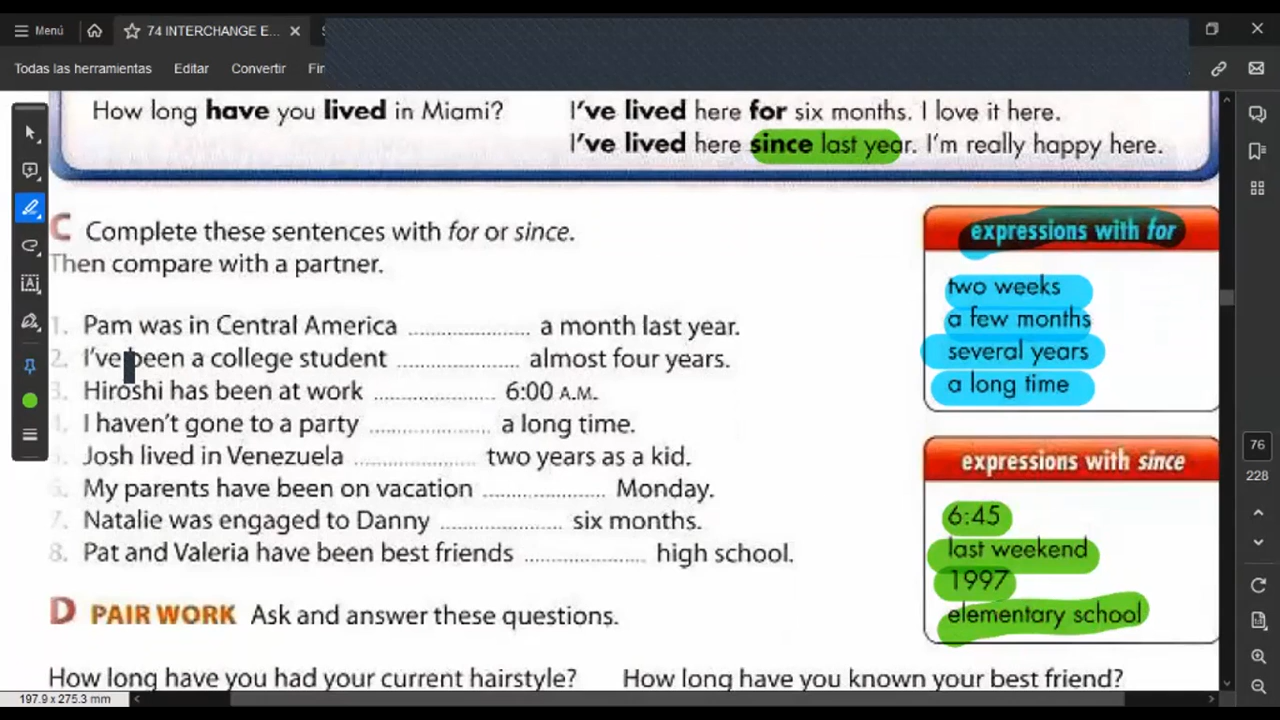 Menú
74 INTERCHANGE E...
Todas las herramientas Editar Convertir
How long have you lived in Miami? I've lived here for six months. I love it here.
I've lived here since last year. I'm really happy here.
C Complete these sentences with for or since.
Then compare with a partner.
1. Pam was in Central America .............. a month last year.
2. I've been a college student .............. almost four years.
3. Hiroshi has been at work .............. 6:00 A.M.
4. I haven't gone to a party .............. a long time.
5. Josh lived in Venezuela .............. two years as a kid.
6. My parents have been on vacation .............. Monday.
7. Natalie was engaged to Danny .............. six months.
8. Pat and Valeria have been best friends .............. high school.
expressions with for
two weeks
a few months
several years
a long time
expressions with since
6:45
last weekend
1997
elementary school
76
228
D PAIR WORK Ask and answer these questions.
How long have you had your current hairstyle? How long have you known your best friend?
197.9 x 275.3 mm